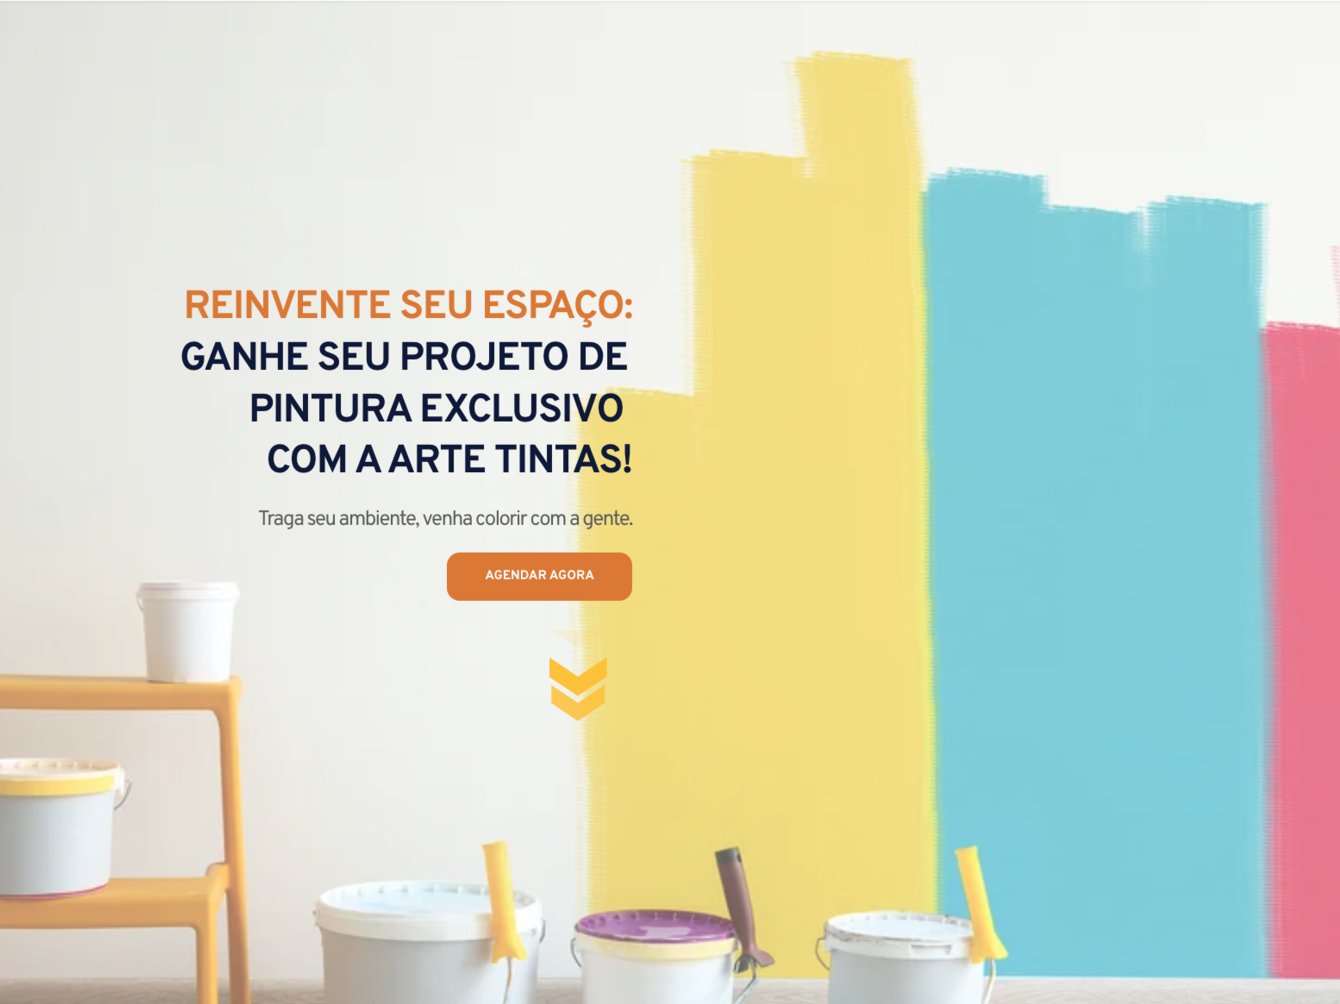 REINVENTE SEU ESPAÇO:
GANHE SEU PROJETO DE
PINTURA EXCLUSIVO
COM A ARTE TINTAS!
Traga seu ambiente, venha colorir com a gente.
AGENDAR AGORA